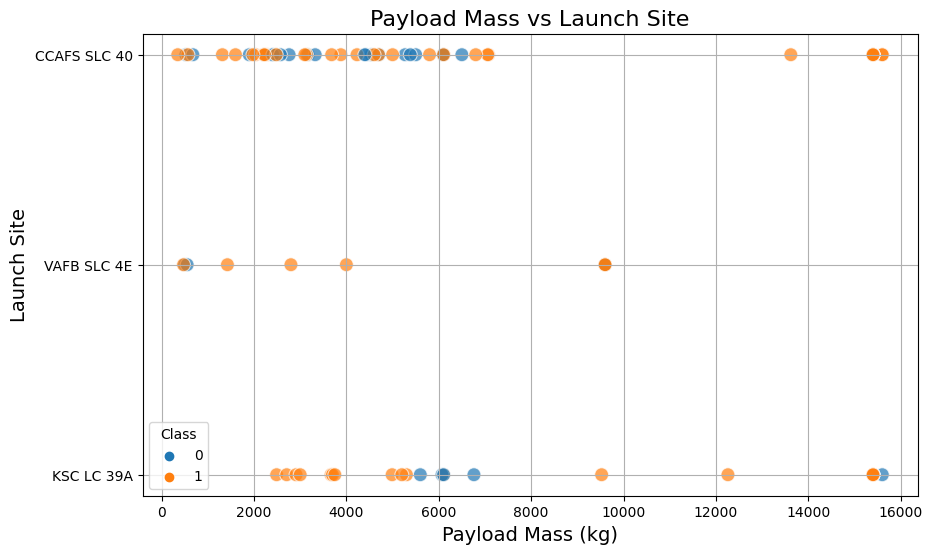 Payload Mass vs Launch Site
Launch Site
CCAFS SLC 40
VAFB SLC 4E
KSC LC 39A
Class
0
1
0 2000 4000 6000 8000 10000 12000 14000 16000
Payload Mass (kg)